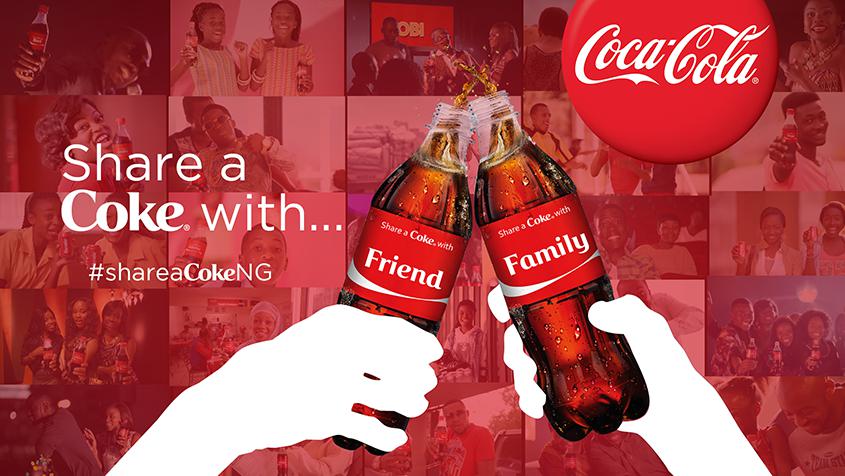 OBI
Coca-Cola
Share a
Coke® with...
#shareaCokeNG
Share a Coke® with
Friend
Share a Coke® with
Family